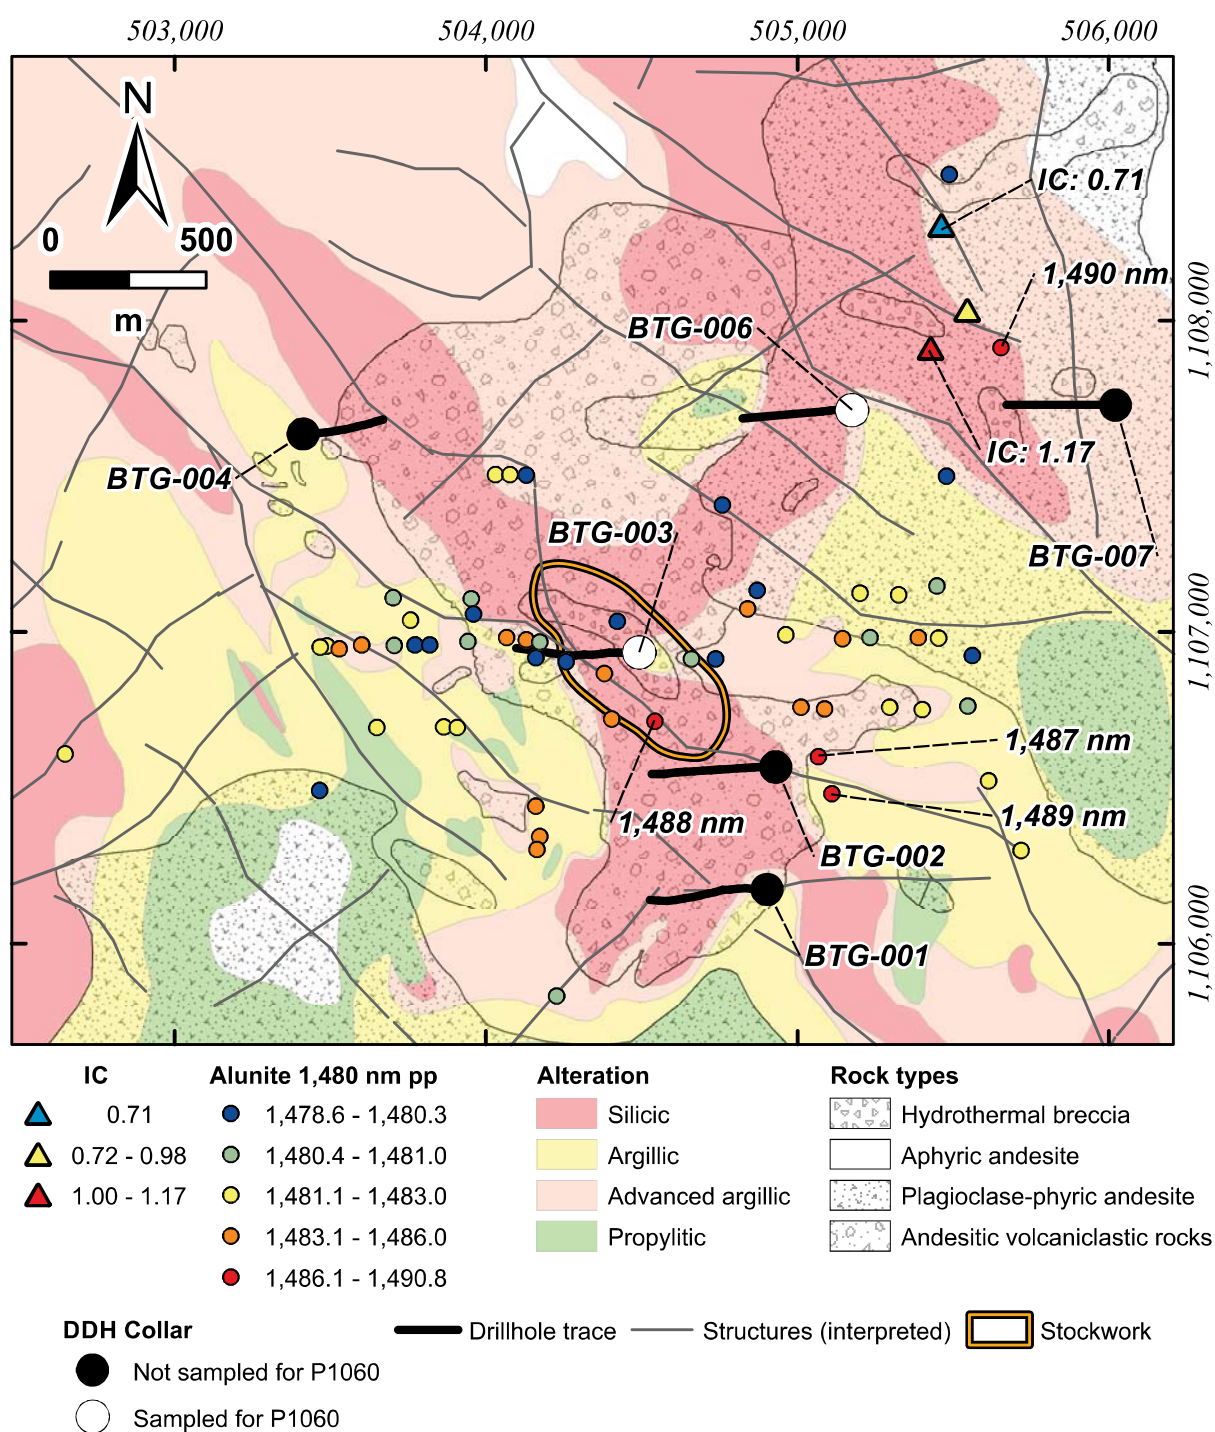 503,000 504,000 505,000 506,000
N
0 500
m
IC: 0.71
1,490 nm
BTG-006
1,108,000
IC: 1.17
BTG-004
BTG-003
BTG-007
1,107,000
1,487 nm
1,488 nm
1,489 nm
BTG-002
BTG-001
1,106,000
IC
0.71
0.72 - 0.98
1.00 - 1.17
Alunite 1,480 nm pp
1,478.6 - 1,480.3
1,480.4 - 1,481.0
1,481.1 - 1,483.0
1,483.1 - 1,486.0
1,486.1 - 1,490.8
Alteration
Silicic
Argillic
Advanced argillic
Propylitic
Rock types
Hydrothermal breccia
Aphyric andesite
Plagioclase-phyric andesite
Andesitic volcaniclastic rocks
DDH Collar
Not sampled for P1060
Sampled for P1060
Drillhole trace
Structures (interpreted)
Stockwork